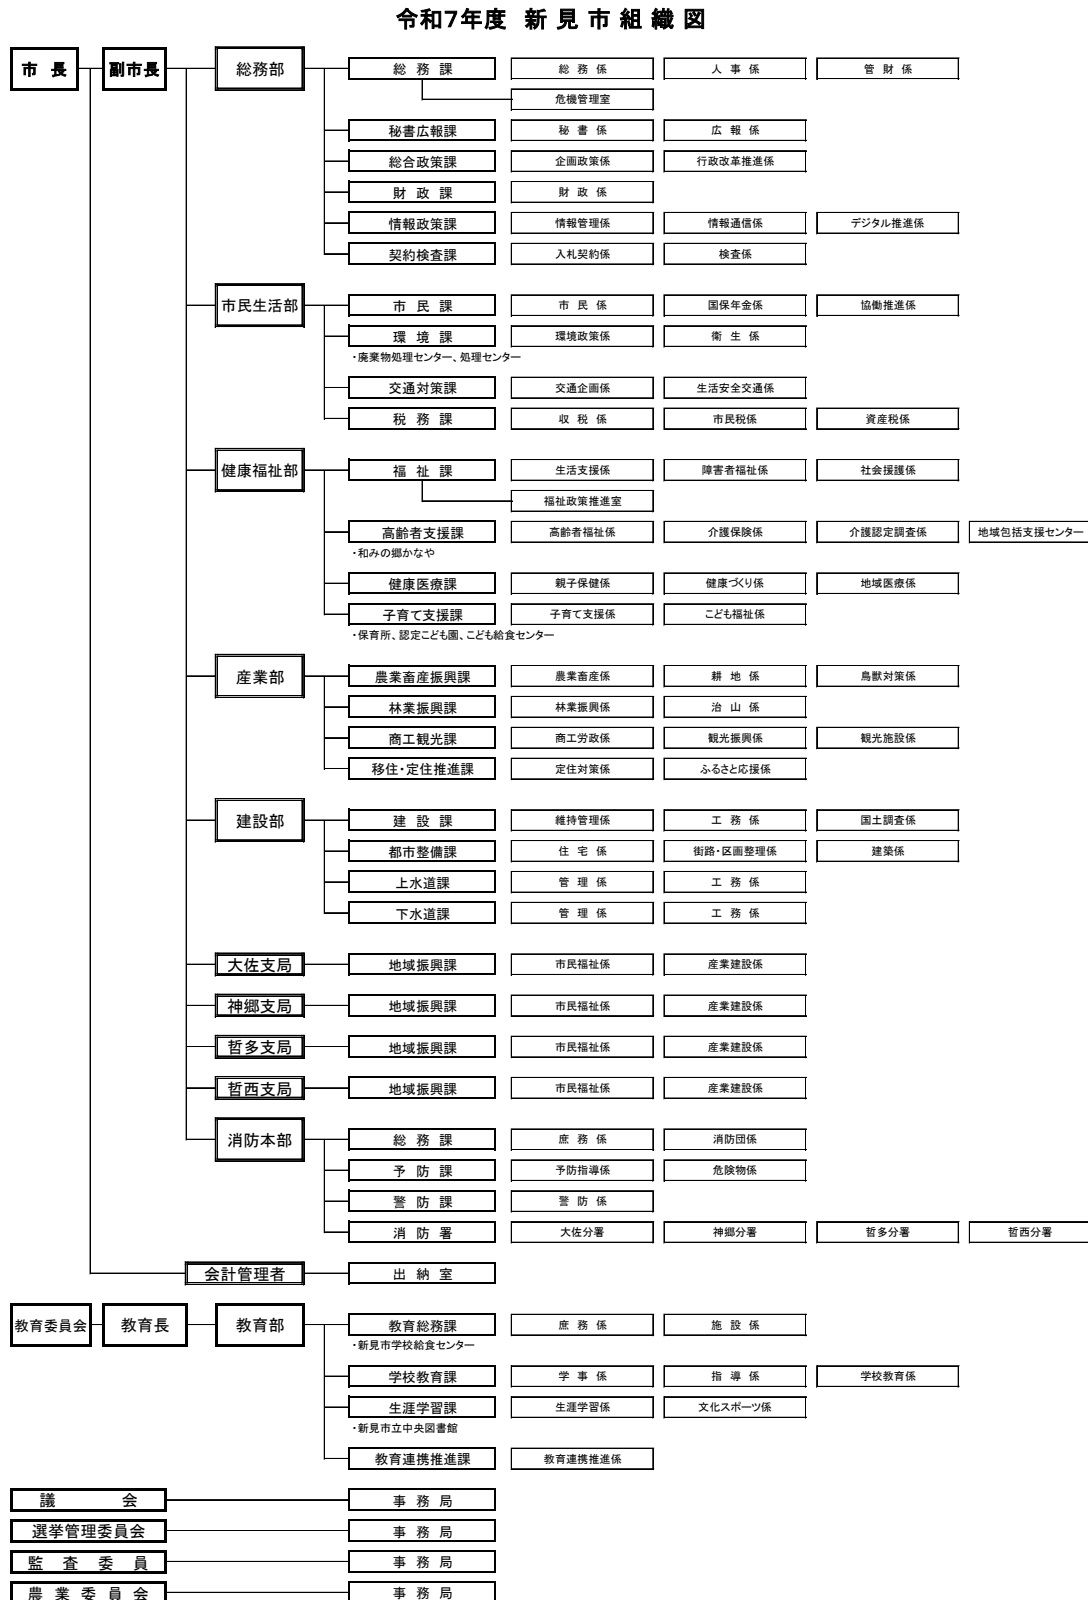 令和7年度 新見市組織図
市長 副市長 総務部 総務課 総務係 人事係 管財係
危機管理室
秘書広報課 秘書係 広報係
総合政策課 企画政策係 行政改革推進係
財政課 財政係
情報政策課 情報管理係 情報通信係 デジタル推進係
契約検査課 入札契約係 検査係
市民生活部 市民課 市民係 国保年金係 協働推進係
環境課 環境政策係 衛生係
・廃棄物処理センター、処理センター
交通対策課 交通企画係 生活安全交通係
税務課 収税係 市民税係 資産税係
健康福祉部 福祉課 生活支援係 障害者福祉係 社会援護係
福祉政策推進室
高齢者支援課 高齢者福祉係 介護保険係 介護認定調査係 地域包括支援センター
・和みの郷かなや
健康医療課 親子保健係 健康づくり係 地域医療係
子育て支援課 子育て支援係 こども福祉係
・保育所、認定こども園、こども給食センター
産業部 農業畜産振興課 農業畜産係 耕地係 鳥獣対策係
林業振興課 林業振興係 治山係
商工観光課 商工労政係 観光振興係 観光施設係
移住・定住推進課 定住対策係 ふるさと応援係
建設部 建設課 維持管理係 工務係 国土調査係
都市整備課 住宅係 街路・区画整理係 建築係
上水道課 管理係 工務係
下水道課 管理係 工務係
大佐支局 地域振興課 市民福祉係 産業建設係
神郷支局 地域振興課 市民福祉係 産業建設係
哲多支局 地域振興課 市民福祉係 産業建設係
哲西支局 地域振興課 市民福祉係 産業建設係
消防本部 総務課 庶務係 消防団係
予防課 予防指導係 危険物係
警防課 警防係
消防署 大佐分署 神郷分署 哲多分署 哲西分署
会計管理者 出納室
教育委員会 教育長 教育部 教育総務課 庶務係 施設係
・新見市学校給食センター
学校教育課 学事係 指導係 学校教育係
生涯学習課 生涯学習係 文化スポーツ係
・新見市立中央図書館
教育連携推進課 教育連携推進係
議会 事務局
選挙管理委員会 事務局
監査委員 事務局
農業委員会 事務局